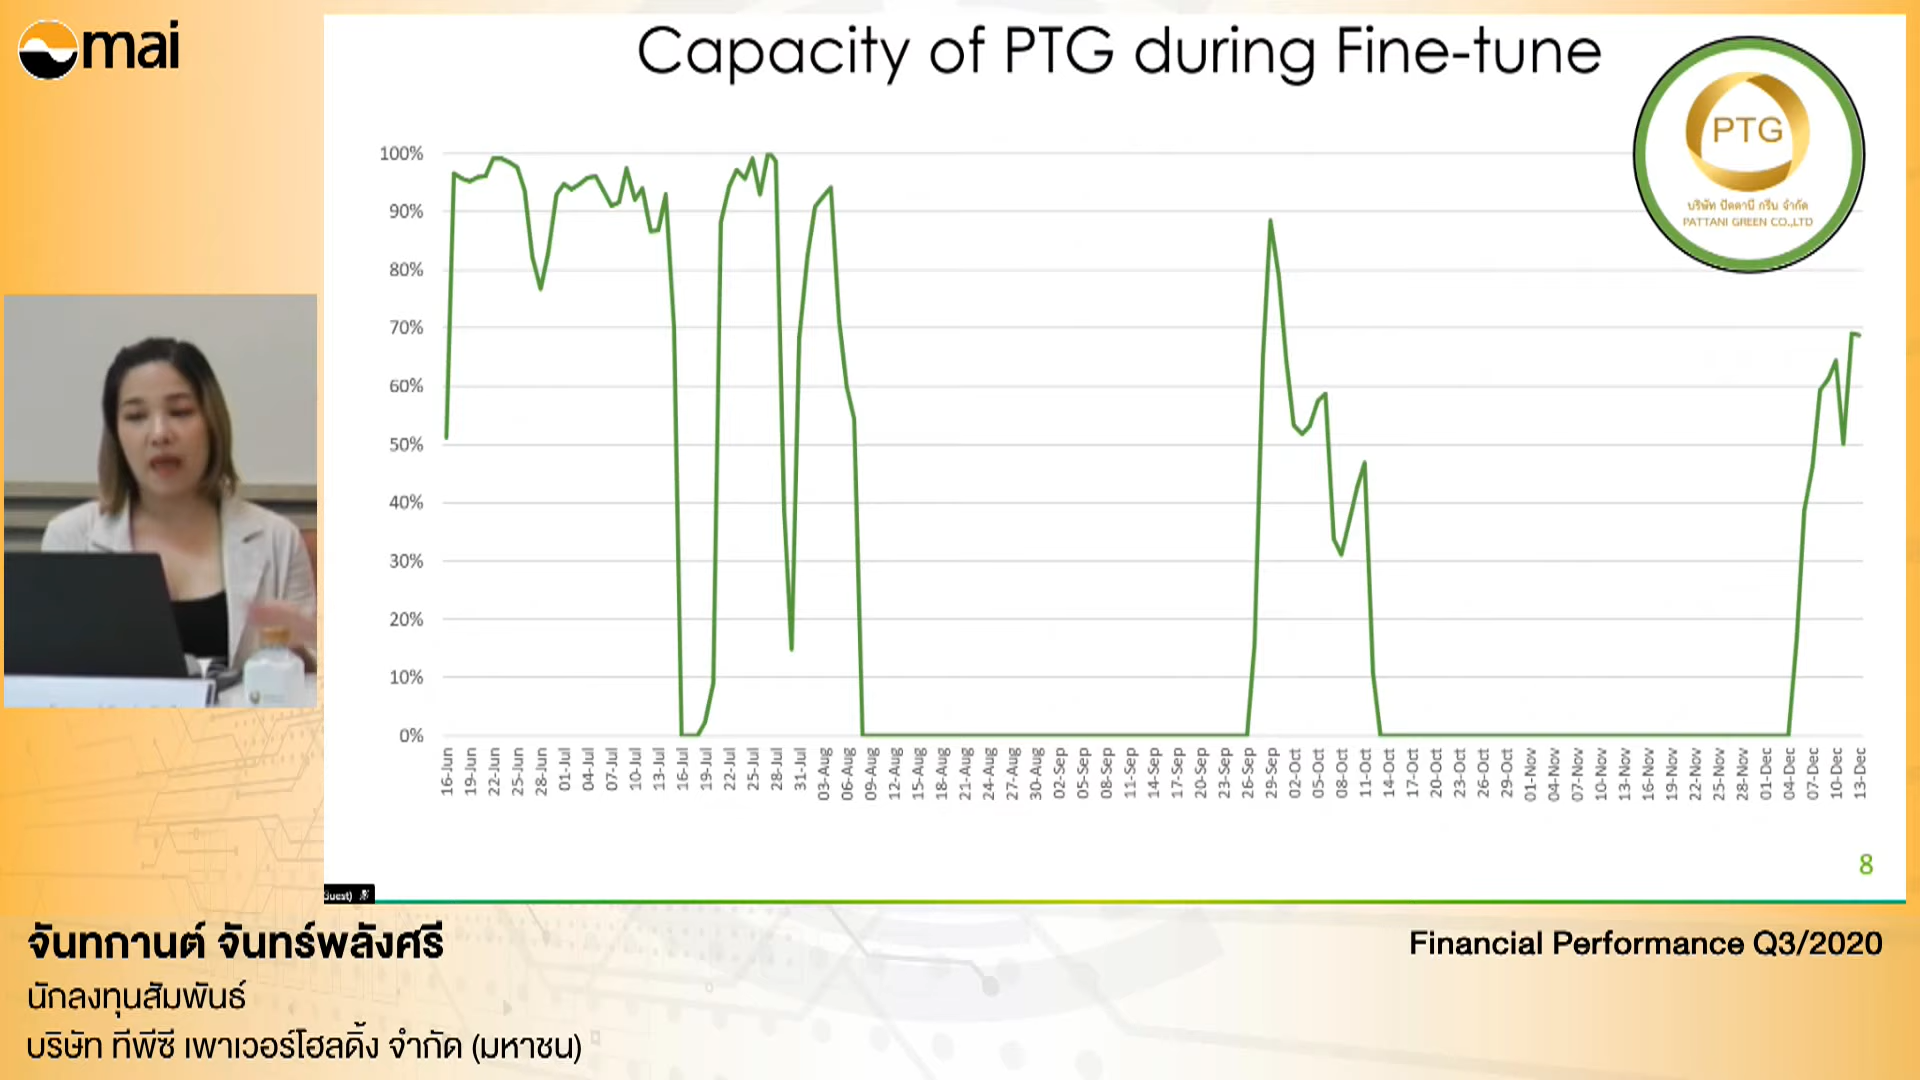 mai
Capacity of PTG during Fine-tune
PTG
บริษัท ปัตตานี กรีน จำกัด
PATTANI GREEN CO.,LTD
100%
90%
80%
70%
60%
50%
40%
30%
20%
10%
0%
16-Jun
19-Jun
22-Jun
25-Jun
28-Jun
01-Jul
04-Jul
07-Jul
10-Jul
13-Jul
16-Jul
19-Jul
22-Jul
25-Jul
28-Jul
31-Jul
03-Aug
06-Aug
09-Aug
12-Aug
15-Aug
18-Aug
21-Aug
24-Aug
27-Aug
30-Aug
02-Sep
05-Sep
08-Sep
11-Sep
14-Sep
17-Sep
20-Sep
23-Sep
26-Sep
29-Sep
02-Oct
05-Oct
08-Oct
11-Oct
14-Oct
17-Oct
20-Oct
23-Oct
26-Oct
29-Oct
01-Nov
04-Nov
07-Nov
10-Nov
13-Nov
16-Nov
19-Nov
22-Nov
25-Nov
28-Nov
01-Dec
04-Dec
07-Dec
10-Dec
13-Dec
8
Guest)
จันทกานต์ จันทร์พลังศรี
นักลงทุนสัมพันธ์
บริษัท ทีพีซี เพาเวอร์โฮลดิ้ง จำกัด (มหาชน)
Financial Performance Q3/2020